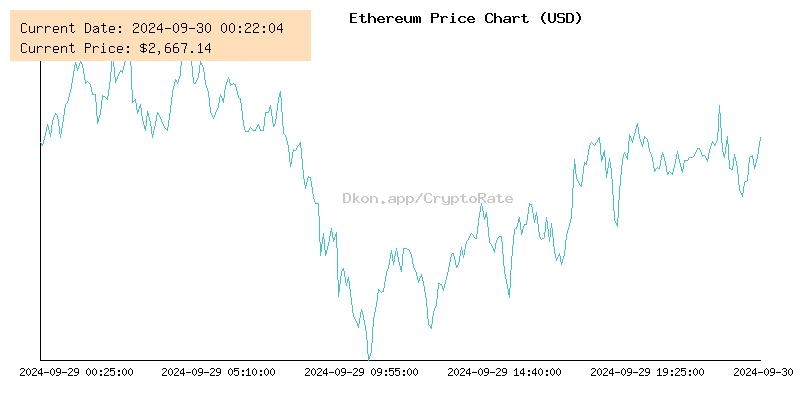 Ethereum Price Chart (USD)
Current Date: 2024-09-30 00:22:04
Current Price: $2,667.14
Dkon.app/CryptoRate
2024-09-29 00:25:00 2024-09-29 05:10:00 2024-09-29 09:55:00 2024-09-29 14:40:00 2024-09-29 19:25:00 2024-09-30